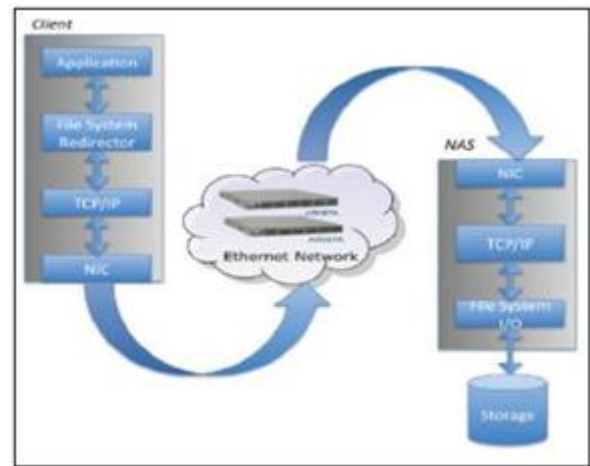 Client
Application
File System
Redirector
TCP/IP
NIC
Ethernet Network
NAS
NIC
TCP/IP
File System
I/O
Storage